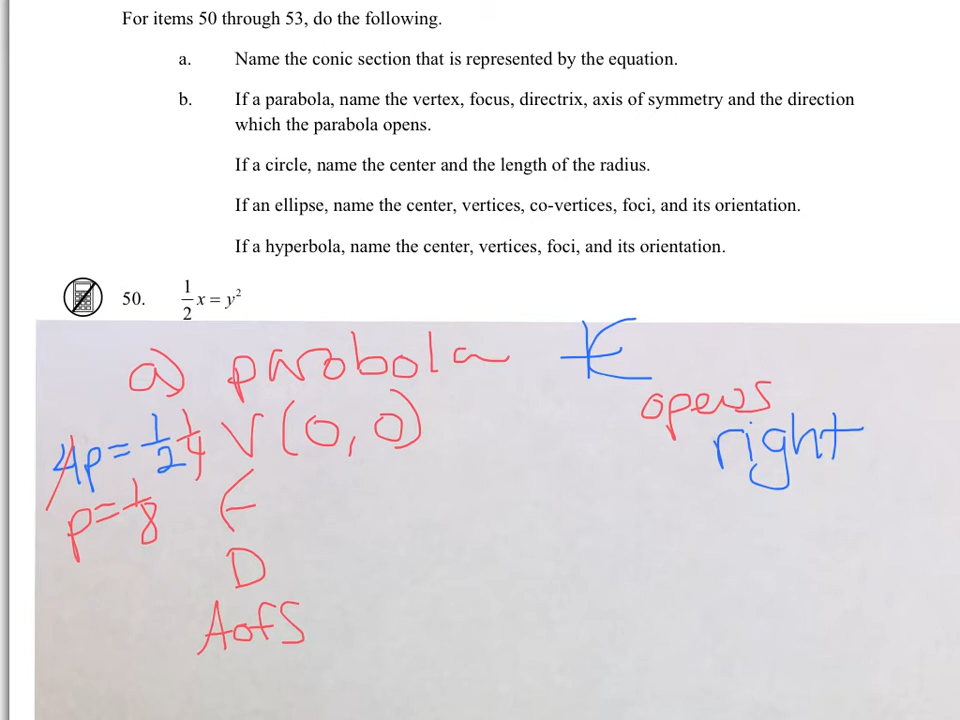 For items 50 through 53, do the following.
a. Name the conic section that is represented by the equation.
b. If a parabola, name the vertex, focus, directrix, axis of symmetry and the direction
which the parabola opens.
If a circle, name the center and the length of the radius.
If an ellipse, name the center, vertices, co-vertices, foci, and its orientation.
If a hyperbola, name the center, vertices, foci, and its orientation.
50. 1/2 x = y²
a) parabola
opens
right
4p = 1/2 1/4 V (0, 0)
p = 1/8 F
D
A of S